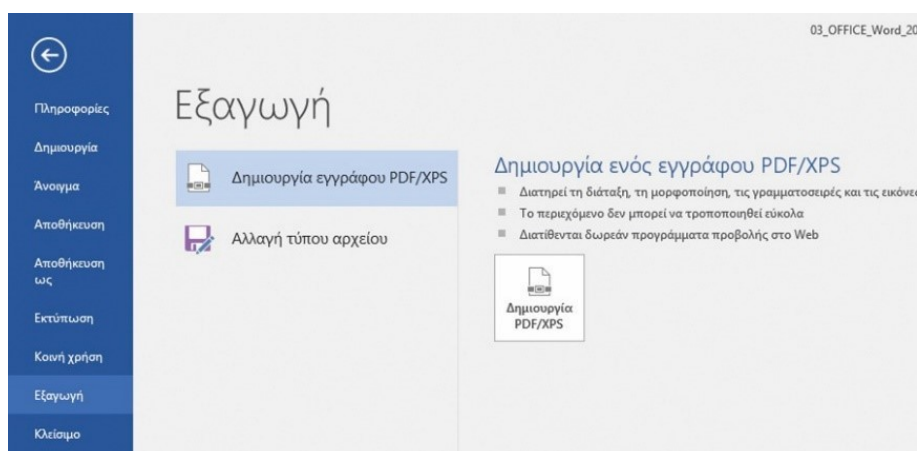 03_OFFICE_Word_20
Πληροφορίες
Δημιουργία
Άνοιγμα
Αποθήκευση
Αποθήκευση
ως
Εκτύπωση
Κοινή χρήση
Εξαγωγή
Κλείσιμο
Εξαγωγή
Δημιουργία εγγράφου PDF/XPS
Αλλαγή τύπου αρχείου
Δημιουργία ενός εγγράφου PDF/XPS
Διατηρεί τη διάταξη, τη μορφοποίηση, τις γραμματοσειρές και τις εικόνες
Το περιεχόμενο δεν μπορεί να τροποποιηθεί εύκολα
Διατίθενται δωρεάν προγράμματα προβολής στο Web
Δημιουργία
PDF/XPS